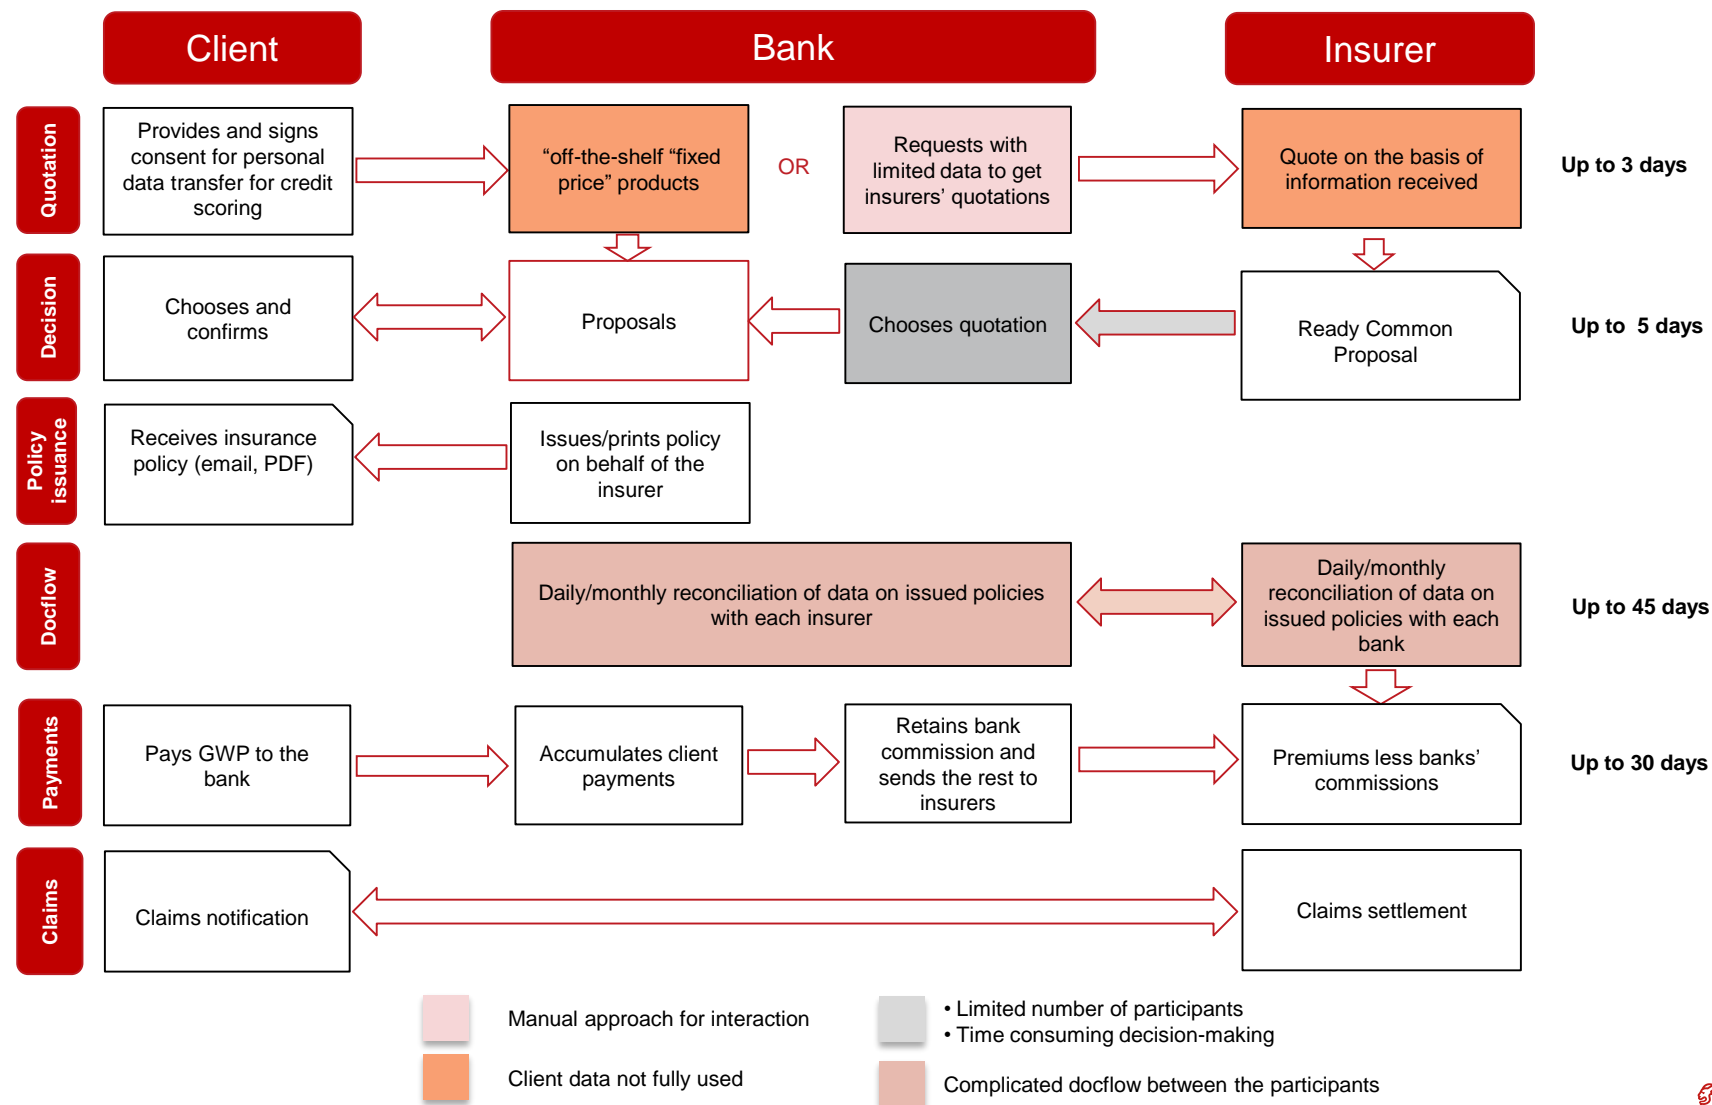 Client
Bank
Insurer
Quotation
Provides and signs
consent for personal
data transfer for credit
scoring
“off-the-shelf “fixed
price” products
OR
Requests with
limited data to get
insurers’ quotations
Quote on the basis of
information received
Up to 3 days
Decision
Chooses and
confirms
Proposals
Chooses quotation
Ready Common
Proposal
Up to  5 days
Policy
issuance
Receives insurance
policy (email, PDF)
Issues/prints policy
on behalf of the
insurer
Docflow
Daily/monthly reconciliation of data on issued policies
with each insurer
Daily/monthly
reconciliation of data on
issued policies with each
bank
Up to 45 days
Payments
Pays GWP to the
bank
Accumulates client
payments
Retains bank
commission and
sends the rest to
insurers
Premiums less banks’
commissions
Up to 30 days
Claims
Claims notification
Claims settlement
Manual approach for interaction
• Limited number of participants
• Time consuming decision-making
Client data not fully used
Complicated docflow between the participants